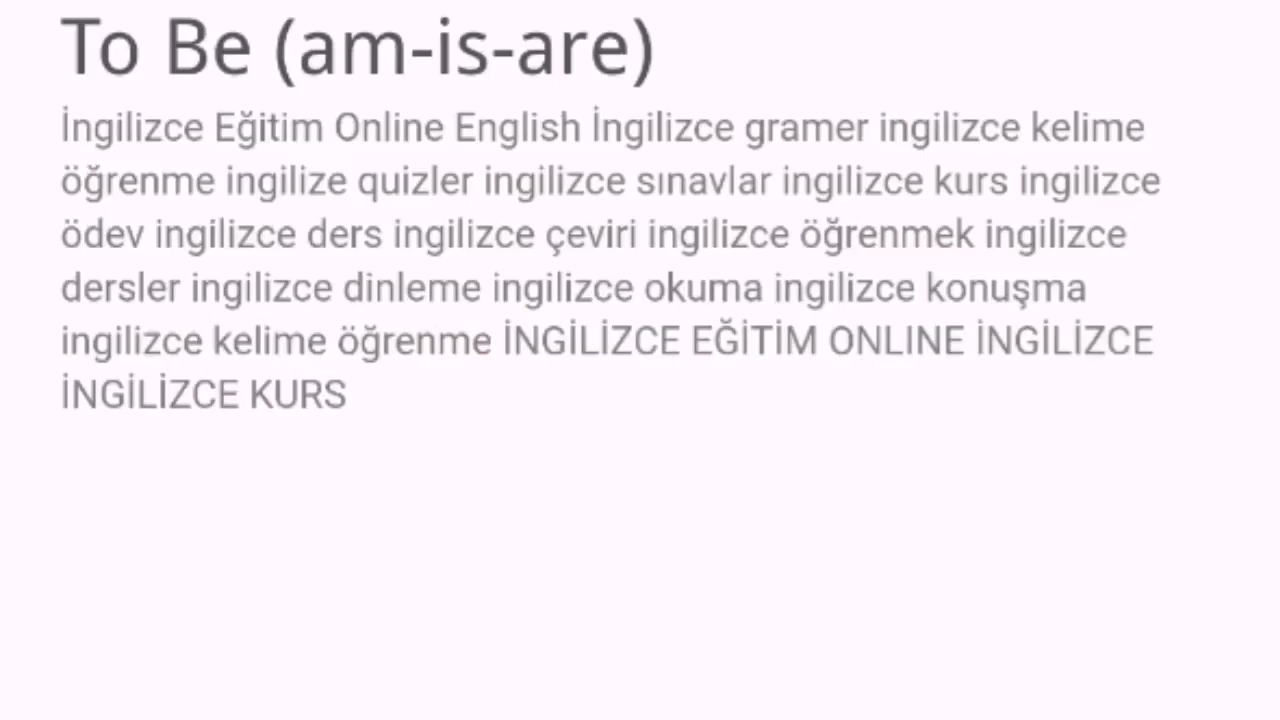 To Be (am-is-are)
İngilizce Eğitim Online English İngilizce gramer ingilizce kelime
öğrenme ingilize quizler ingilizce sınavlar ingilizce kurs ingilizce
ödev ingilizce ders ingilizce çeviri ingilizce öğrenmek ingilizce
dersler ingilizce dinleme ingilizce okuma ingilizce konuşma
ingilizce kelime öğrenme İNGİLİZCE EĞİTİM ONLINE İNGİLİZCE
İNGİLİZCE KURS